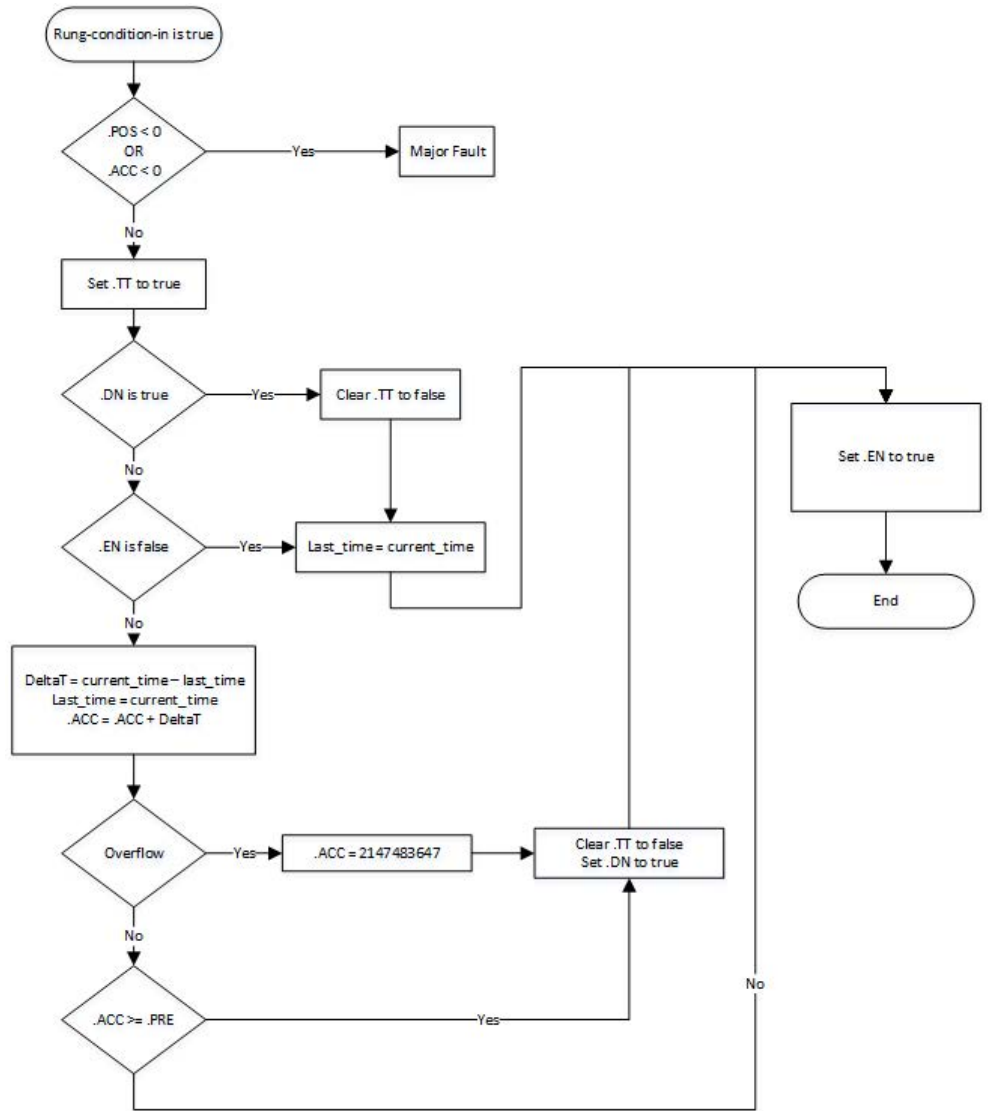 Rung-condition-in is true
.POS < 0
OR
.ACC < 0
Yes
Major Fault
No
Set .TT to true
.DN is true
Yes
Clear .TT to false
Set .EN to true
No
.EN is false
Yes
Last_time = current_time
End
No
DeltaT = current_time – last_time
Last_time = current_time
.ACC = .ACC + DeltaT
Overflow
Yes
.ACC = 2147483647
Clear .TT to false
Set .DN to true
No
No
.ACC >= .PRE
Yes